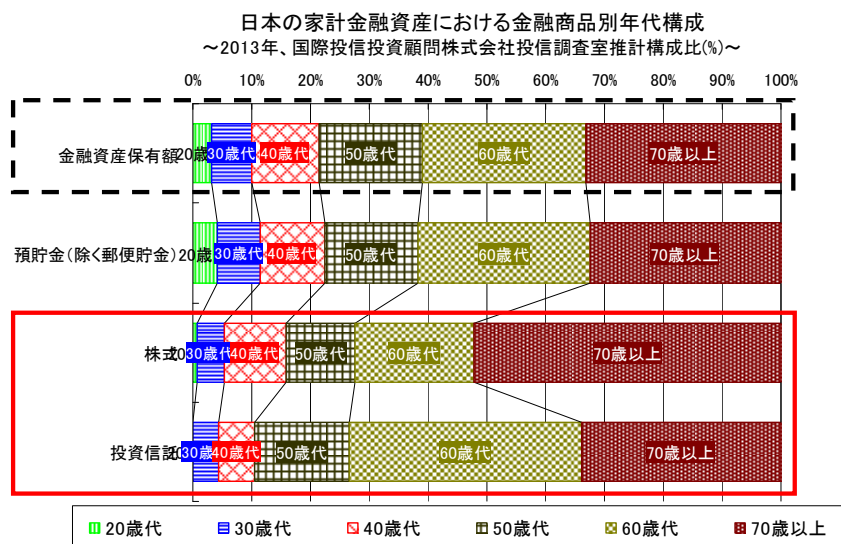 日本の家計金融資産における金融商品別年代構成
～2013年、国際投信投資顧問株式会社投信調査室推計構成比(%)～
0% 10% 20% 30% 40% 50% 60% 70% 80% 90% 100%
金融資産保有額 20歳 30歳代 40歳代 50歳代 60歳代 70歳以上
預貯金（除く郵便貯金） 20歳 30歳代 40歳代 50歳代 60歳代 70歳以上
株式 30歳代 40歳代 50歳代 60歳代 70歳以上
投資信託 30歳 40歳代 50歳代 60歳代 70歳以上
20歳代 30歳代 40歳代 50歳代 60歳代 70歳以上